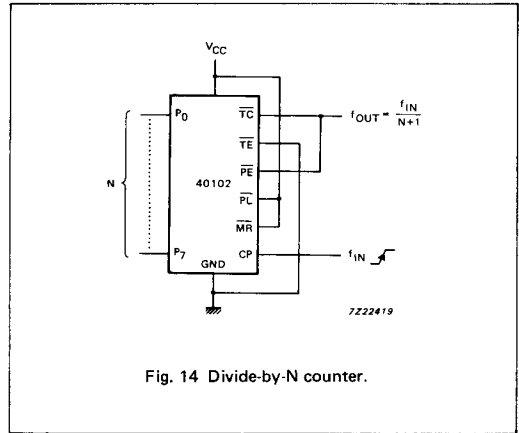 VCC
P0
TC
fOUT = fIN / N+1
TE
PE
N
40102
PL
MR
P7
GND
CP
fIN
7Z22419
Fig. 14 Divide-by-N counter.